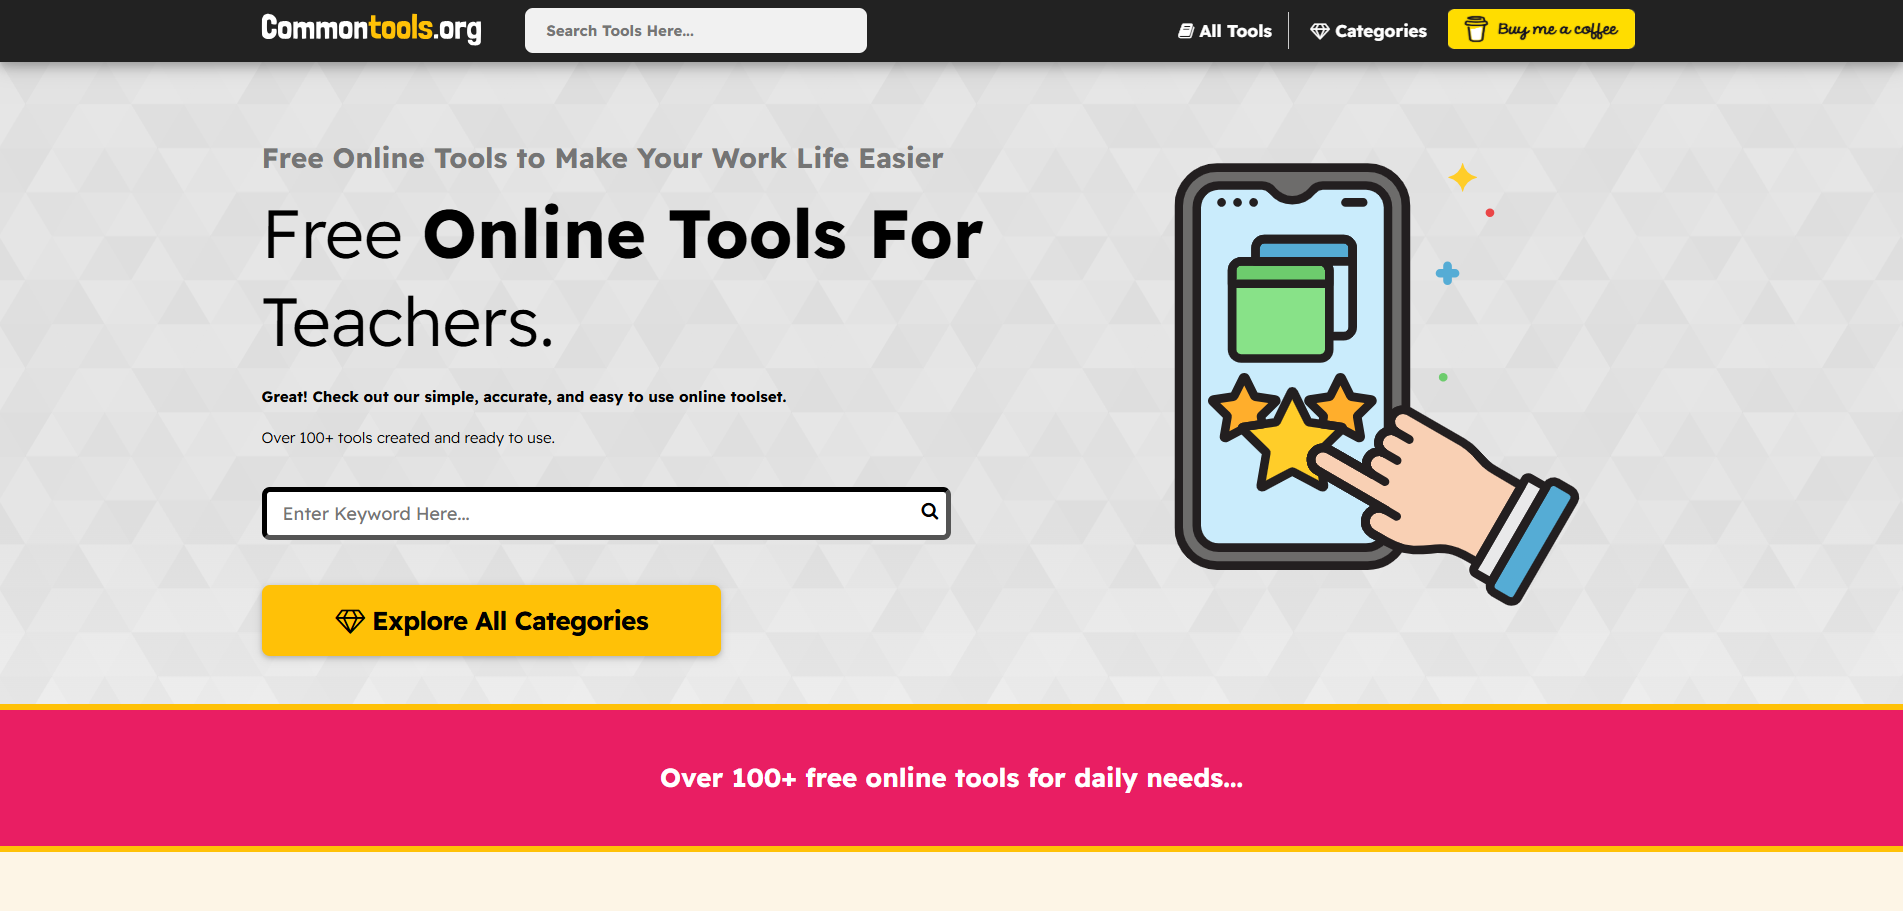 Commontools.org
Search Tools Here...
All Tools
Categories
Buy me a coffee
Free Online Tools to Make Your Work Life Easier
Free Online Tools For
Teachers.
Great! Check out our simple, accurate, and easy to use online toolset.
Over 100+ tools created and ready to use.
Enter Keyword Here...
Explore All Categories
Over 100+ free online tools for daily needs...